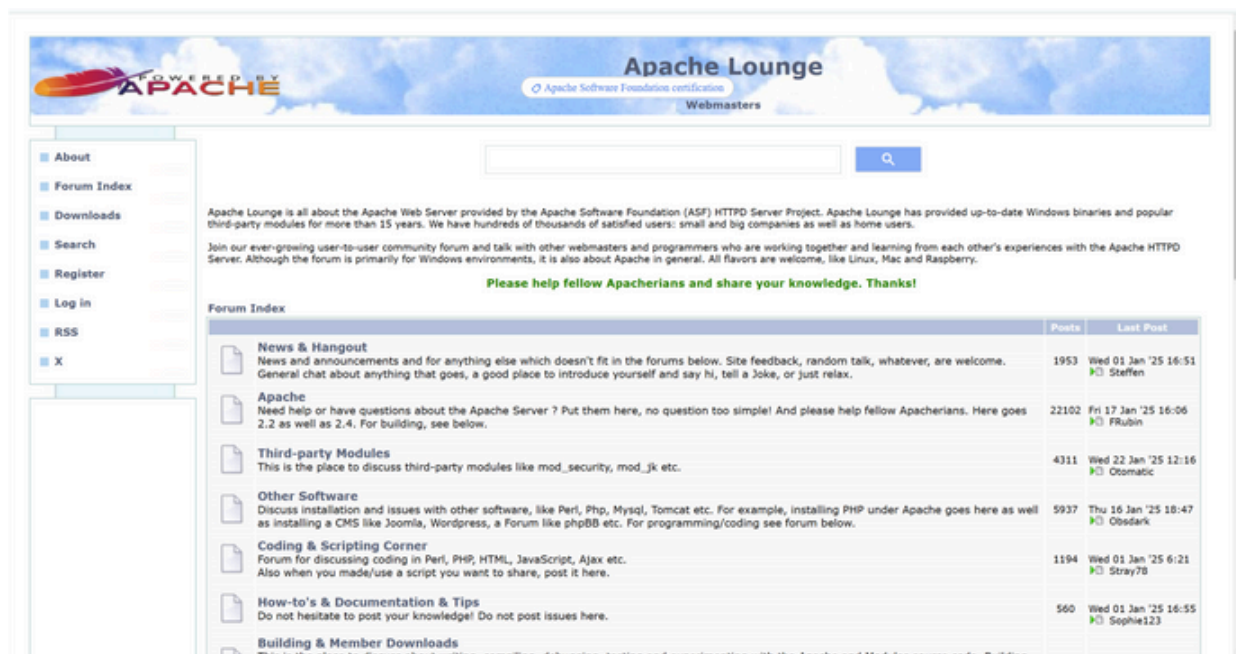 POWERED BY
APACHE
Apache Lounge
Apache Software Foundation certification
Webmasters
About
Forum Index
Downloads
Search
Register
Log in
RSS
X
Apache Lounge is all about the Apache Web Server provided by the Apache Software Foundation (ASF) HTTPD Server Project. Apache Lounge has provided up-to-date Windows binaries and popular
third-party modules for more than 15 years. We have hundreds of thousands of satisfied users: small and big companies as well as home users.
Join our ever-growing user-to-user community forum and talk with other webmasters and programmers who are working together and learning from each other's experiences with the Apache HTTPD
Server. Although the forum is primarily for Windows environments, it is also about Apache in general. All flavors are welcome, like Linux, Mac and Raspberry.
Please help fellow Apacherians and share your knowledge. Thanks!
Forum Index
Posts Last Post
News & Hangout
News and announcements and for anything else which doesn't fit in the forums below. Site feedback, random talk, whatever, are welcome. 1953 Wed 01 Jan '25 16:51
General chat about anything that goes, a good place to introduce yourself and say hi, tell a Joke, or just relax. Steffen
Apache
Need help or have questions about the Apache Server ? Put them here, no question too simple! And please help fellow Apacherians. Here goes 22102 Fri 17 Jan '25 16:06
2.2 as well as 2.4. For building, see below. FRubin
Third-party Modules
This is the place to discuss third-party modules like mod_security, mod_jk etc. 4311 Wed 22 Jan '25 12:16
Otomatic
Other Software
Discuss installation and issues with other software, like Perl, Php, Mysql, Tomcat etc. For example, installing PHP under Apache goes here as well 5937 Thu 16 Jan '25 18:47
as installing a CMS like Joomla, Wordpress, a Forum like phpBB etc. For programming/coding see forum below. Obsdark
Coding & Scripting Corner
Forum for discussing coding in Perl, PHP, HTML, JavaScript, Ajax etc. 1194 Wed 01 Jan '25 6:21
Also when you made/use a script you want to share, post it here. Stray78
How-to's & Documentation & Tips
Do not hesitate to post your knowledge! Do not post issues here. 560 Wed 01 Jan '25 16:55
Sophie123
Building & Member Downloads